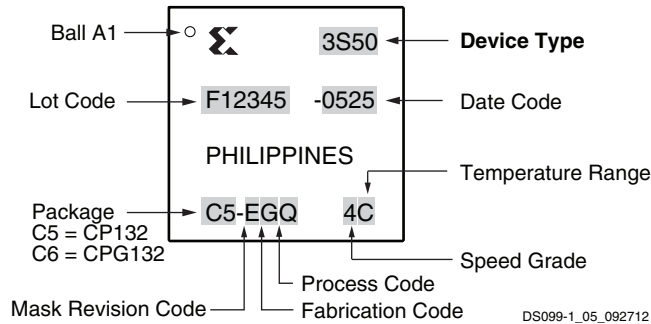 Ball A1
3S50
Device Type
Lot Code
F12345 -0525
Date Code
PHILIPPINES
Temperature Range
Package
C5-EGQ 4C
C5 = CP132
C6 = CPG132
Speed Grade
Process Code
Mask Revision Code
Fabrication Code
DS099-1_05_092712